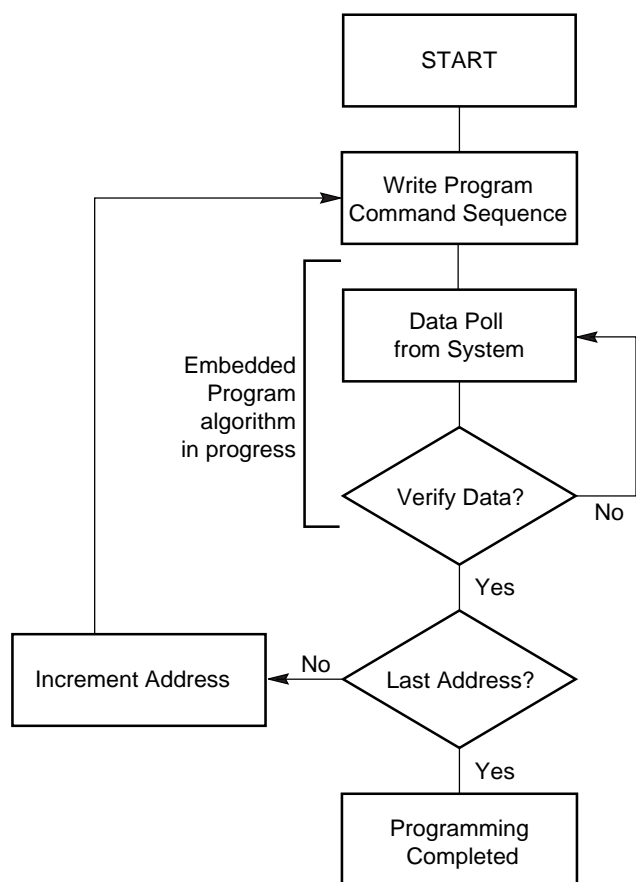 START
Write Program
Command Sequence
Data Poll
from System
Embedded
Program
algorithm
in progress
Verify Data?
No
Yes
Increment Address
No
Last Address?
Yes
Programming
Completed